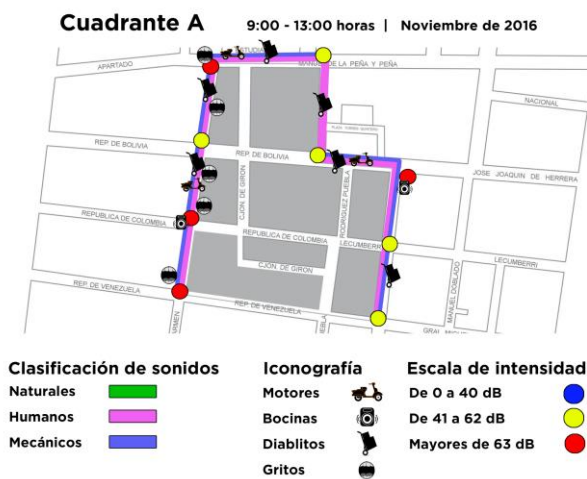 Cuadrante A
9:00 - 13:00 horas | Noviembre de 2016
MANUEL DE LA PEÑA Y PEÑA
APARTADO
NACIONAL
REP. DE BOLIVIA
REP. DE BOLIVIA
JOSE JOAQUIN DE HERRERA
CJON. DE GIRON
RODRIGUEZ PUEBLA
REPUBLICA DE COLOMBIA
REPUBLICA DE COLOMBIA
LECUMBERRI
LECUMBERRI
CJON. DE GIRON
MANUEL DOBLADO
REP. DE VENEZUELA
REP. DE VENEZUELA
Clasificación de sonidos
Naturales
Humanos
Mecánicos
Iconografía
Motores
Bocinas
Diablitos
Gritos
Escala de intensidad
De 0 a 40 dB
De 41 a 62 dB
Mayores de 63 dB